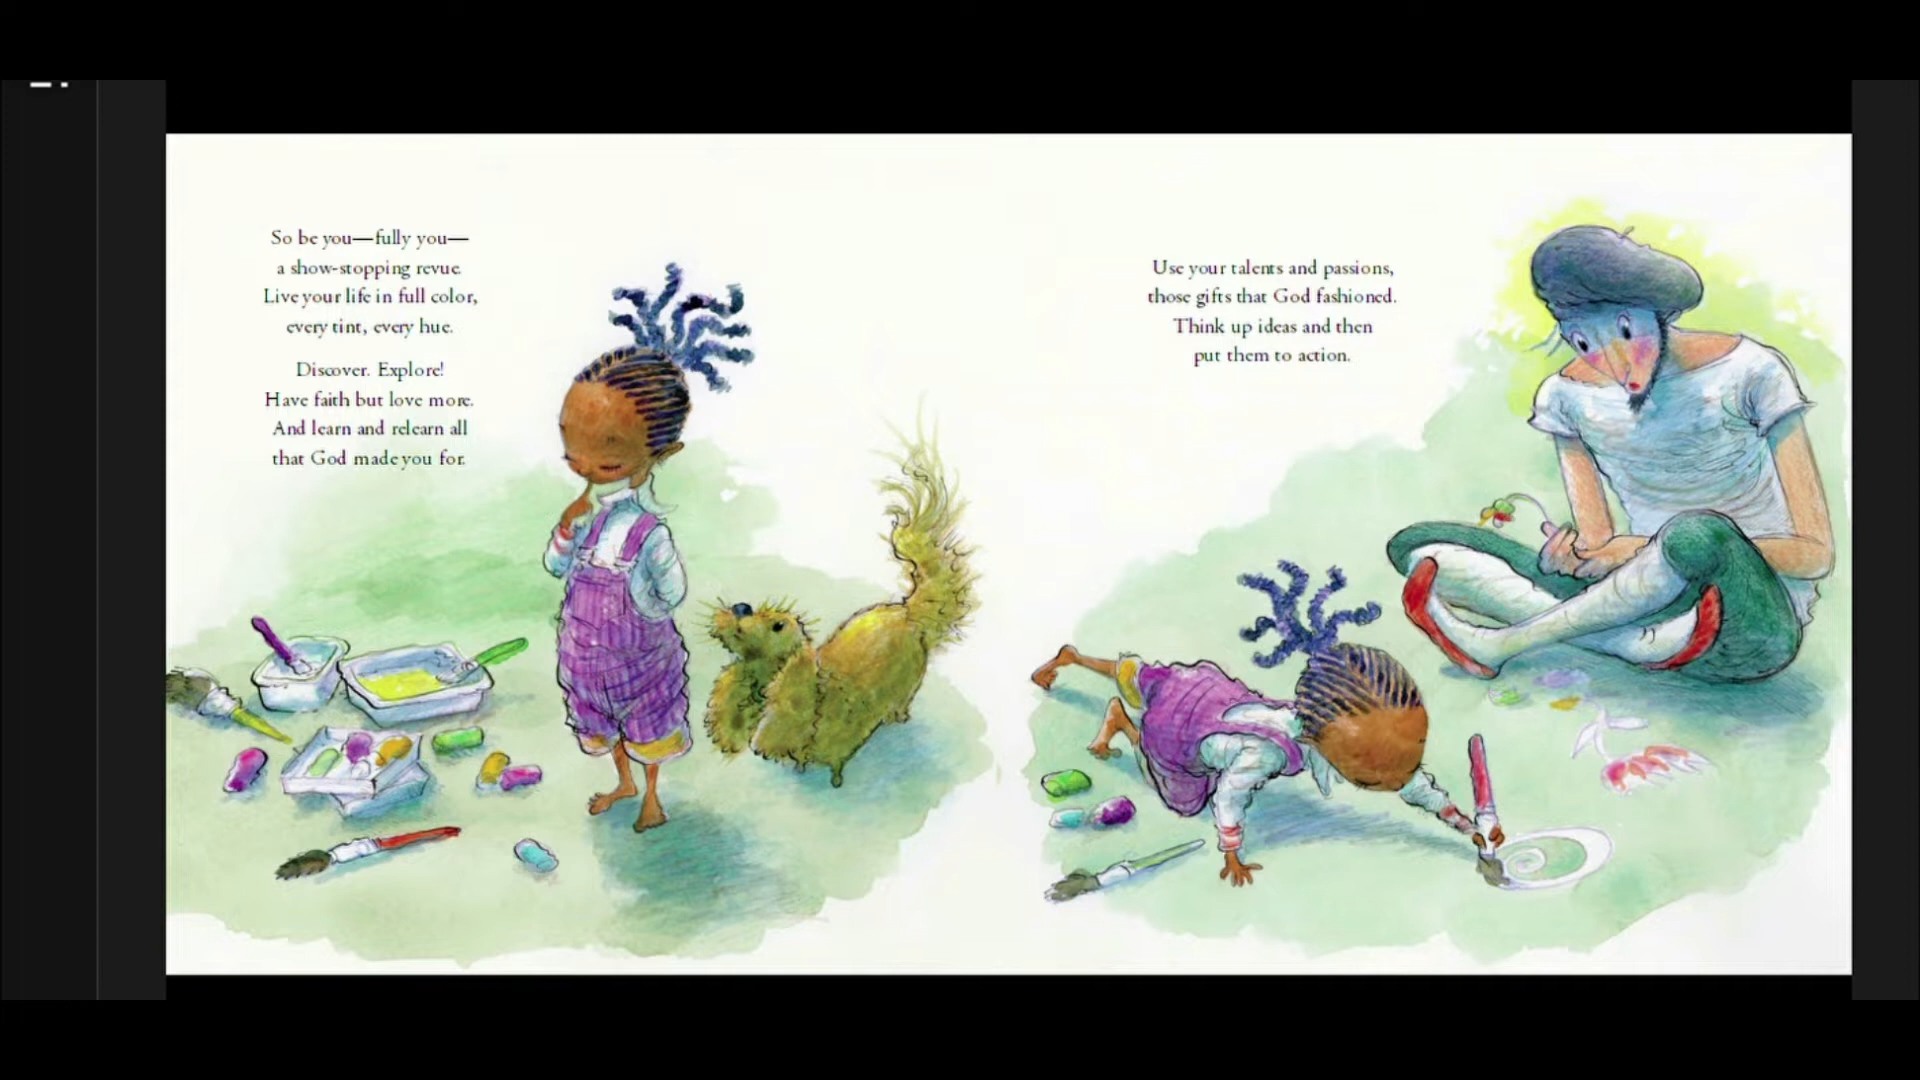 So be you—fully you—
a show-stopping revue.
Live your life in full color,
every tint, every hue.
Discover. Explore!
Have faith but love more.
And learn and relearn all
that God made you for.
Use your talents and passions,
those gifts that God fashioned.
Think up ideas and then
put them to action.